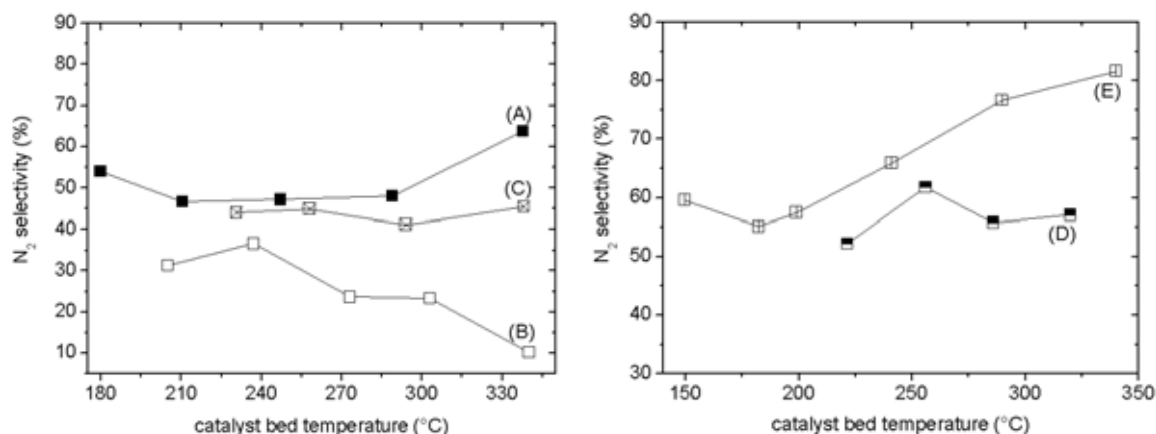 90
80
70
60
50
40
30
20
10
N2 selectivity (%)
(A)
(C)
(B)
180 210 240 270 300 330
catalyst bed temperature (°C)
90
80
70
60
50
40
30
N2 selectivity (%)
(E)
(D)
150 200 250 300 350
catalyst bed temperature (°C)